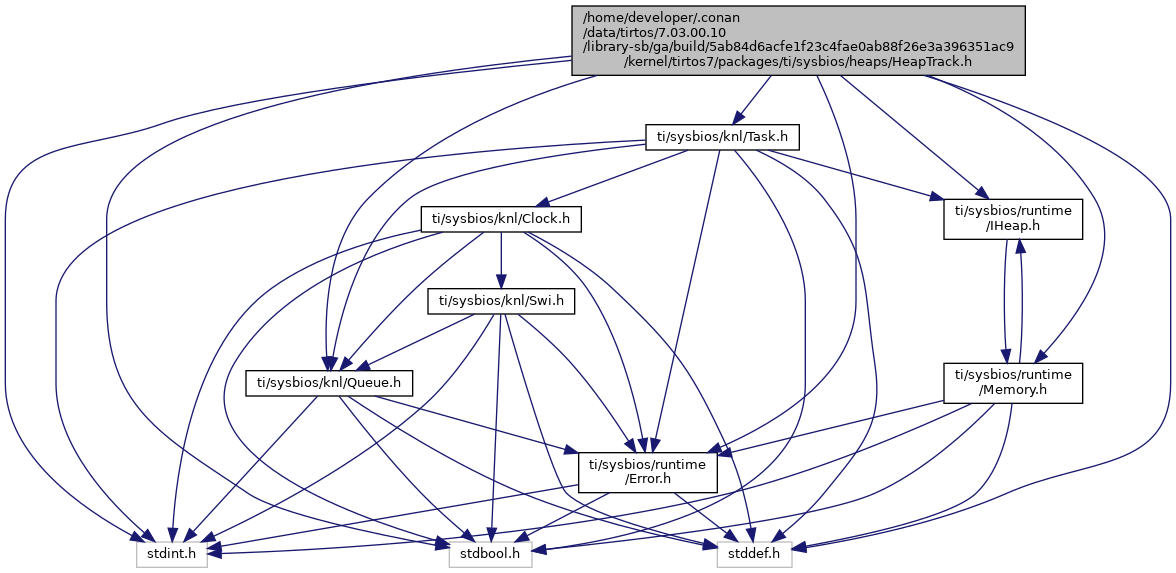 /home/developer/.conan
/data/tirtos/7.03.00.10
/library-sb/ga/build/5ab84d6acfe1f23c4fae0ab88f26e3a396351ac9
/kernel/tirtos7/packages/ti/sysbios/heaps/HeapTrack.h
ti/sysbios/knl/Task.h
ti/sysbios/knl/Clock.h
ti/sysbios/runtime
/IHeap.h
ti/sysbios/knl/Swi.h
ti/sysbios/knl/Queue.h
ti/sysbios/runtime
/Memory.h
ti/sysbios/runtime
/Error.h
stdint.h
stdbool.h
stddef.h